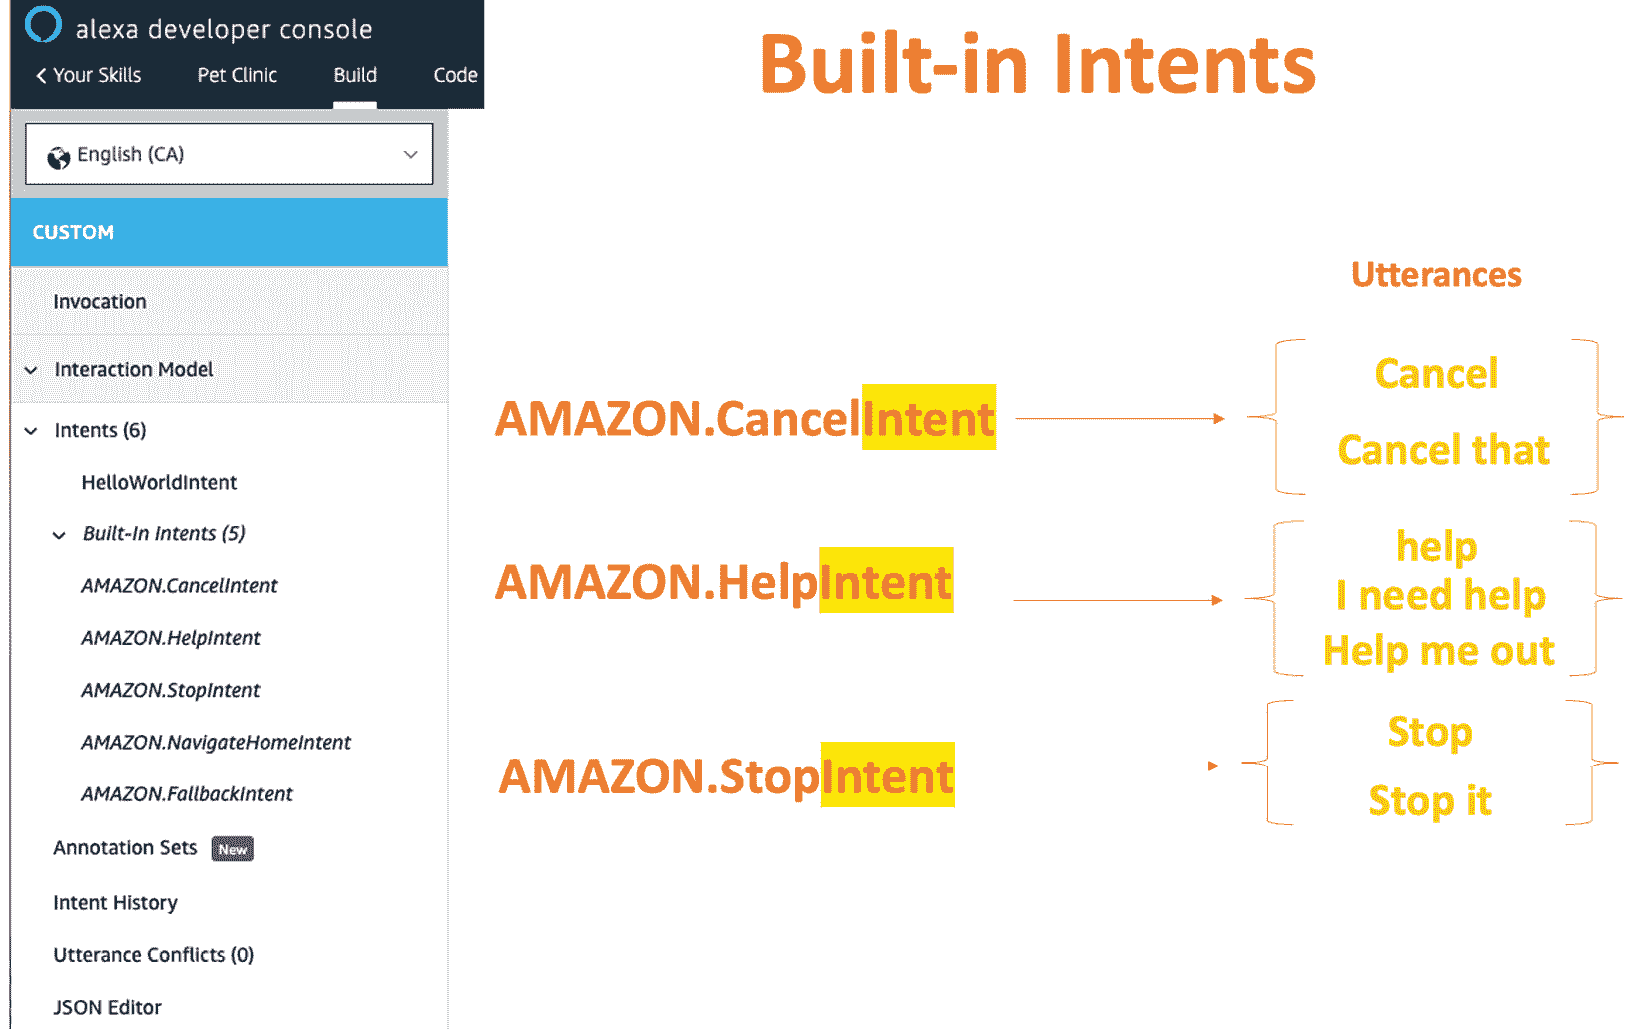 alexa developer console
Your Skills Pet Clinic Build Code
English (CA)
CUSTOM
Invocation
Interaction Model
Intents (6)
HelloWorldIntent
Built-In Intents (5)
AMAZON.CancelIntent
AMAZON.HelpIntent
AMAZON.StopIntent
AMAZON.NavigateHomeIntent
AMAZON.FallbackIntent
Annotation Sets New
Intent History
Utterance Conflicts (0)
JSON Editor
Built-in Intents
Utterances
AMAZON.CancelIntent
Cancel
Cancel that
AMAZON.HelpIntent
help
I need help
Help me out
AMAZON.StopIntent
Stop
Stop it